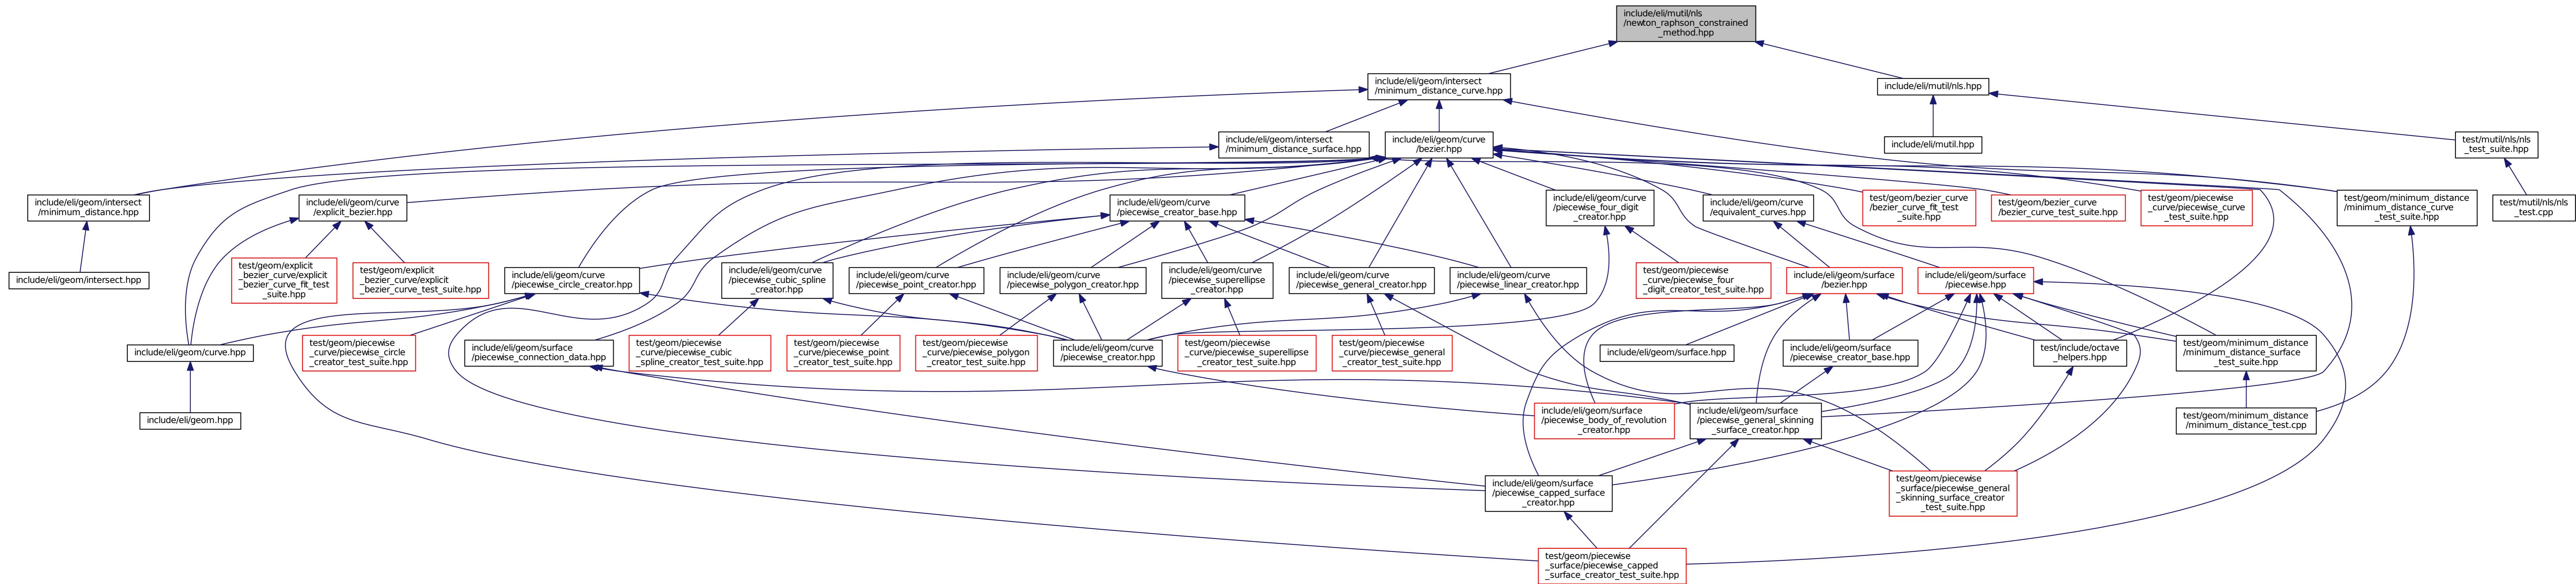 include/eli/mutil/nls
/newton_raphson_constrained
_method.hpp
include/eli/geom/intersect
/minimum_distance_curve.hpp
include/eli/mutil/nls.hpp
include/eli/geom/intersect
/minimum_distance_surface.hpp
include/eli/geom/curve
/bezier.hpp
include/eli/mutil.hpp
test/mutil/nls/nls
_test_suite.hpp
include/eli/geom/intersect
/minimum_distance.hpp
include/eli/geom/curve
/explicit_bezier.hpp
include/eli/geom/curve
/piecewise_creator_base.hpp
include/eli/geom/curve
/piecewise_four_digit
_creator.hpp
include/eli/geom/curve
/equivalent_curves.hpp
test/geom/bezier_curve
/bezier_curve_fit_test
_suite.hpp
test/geom/bezier_curve
/bezier_curve_test_suite.hpp
test/geom/piecewise
_curve/piecewise_curve
_test_suite.hpp
test/geom/minimum_distance
/minimum_distance_curve
_test_suite.hpp
test/mutil/nls/nls
_test.cpp
include/eli/geom/intersect.hpp
test/geom/explicit
_bezier_curve/explicit
_bezier_curve_fit_test
_suite.hpp
test/geom/explicit
_bezier_curve/explicit
_bezier_curve_test_suite.hpp
include/eli/geom/curve
/piecewise_circle_creator.hpp
include/eli/geom/curve
/piecewise_cubic_spline
_creator.hpp
include/eli/geom/curve
/piecewise_point_creator.hpp
include/eli/geom/curve
/piecewise_polygon_creator.hpp
include/eli/geom/curve
/piecewise_superellipse
_creator.hpp
include/eli/geom/curve
/piecewise_general_creator.hpp
include/eli/geom/curve
/piecewise_linear_creator.hpp
test/geom/piecewise
_curve/piecewise_four
_digit_creator_test_suite.hpp
include/eli/geom/surface
/bezier.hpp
include/eli/geom/surface
/piecewise.hpp
include/eli/geom/curve.hpp
test/geom/piecewise
_curve/piecewise_circle
_creator_test_suite.hpp
include/eli/geom/surface
/piecewise_connection_data.hpp
test/geom/piecewise
_curve/piecewise_cubic
_spline_creator_test_suite.hpp
test/geom/piecewise
_curve/piecewise_point
_creator_test_suite.hpp
test/geom/piecewise
_curve/piecewise_polygon
_creator_test_suite.hpp
include/eli/geom/curve
/piecewise_creator.hpp
test/geom/piecewise
_curve/piecewise_superellipse
_creator_test_suite.hpp
test/geom/piecewise
_curve/piecewise_general
_creator_test_suite.hpp
include/eli/geom/surface.hpp
include/eli/geom/surface
/piecewise_creator_base.hpp
test/include/octave
_helpers.hpp
test/geom/minimum_distance
/minimum_distance_surface
_test_suite.hpp
include/eli/geom.hpp
include/eli/geom/surface
/piecewise_body_of_revolution
_creator.hpp
include/eli/geom/surface
/piecewise_general_skinning
_surface_creator.hpp
test/geom/minimum_distance
/minimum_distance_test.cpp
include/eli/geom/surface
/piecewise_capped_surface
_creator.hpp
test/geom/piecewise
_surface/piecewise_general
_skinning_surface_creator
_test_suite.hpp
test/geom/piecewise
_surface/piecewise_capped
_surface_creator_test_suite.hpp